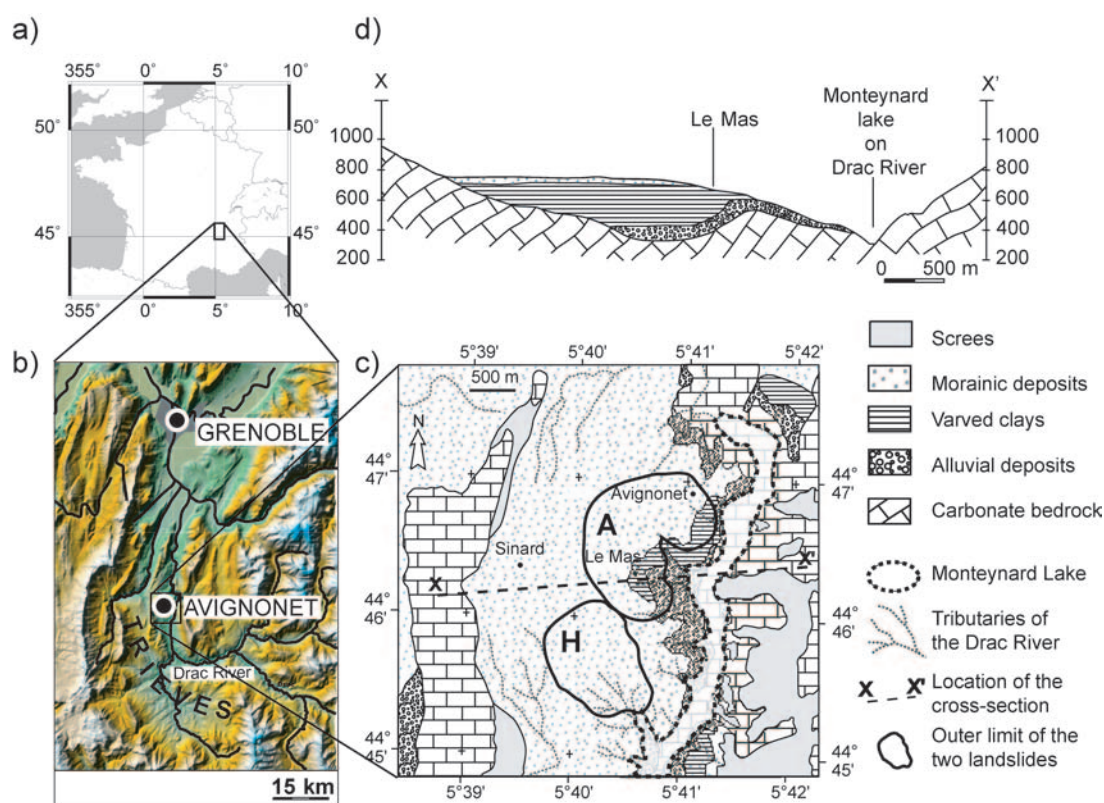 a)
355° 0° 5° 10°
50°
50°
45°
45°
355° 0° 5° 10°
d)
X
X'
Le Mas
Monteynard
lake
on
Drac River
1000
800
600
400
200
1000
800
600
400
200
0 500 m
b)
GRENOBLE
AVIGNONET
TRIEVES
Drac River
15 km
c)
5°39' 5°40' 5°41' 5°42'
500 m
N
44°
47'
44°
47'
Avignonet
A
Sinard
Le Mas
X
X'
44°
46'
44°
46'
H
44°
45'
44°
45'
5°39' 5°40' 5°41' 5°42'
Screes
Morainic deposits
Varved clays
Alluvial deposits
Carbonate bedrock
Monteynard Lake
Tributaries of
the Drac River
X X' Location of the
cross-section
Outer limit of the
two landslides